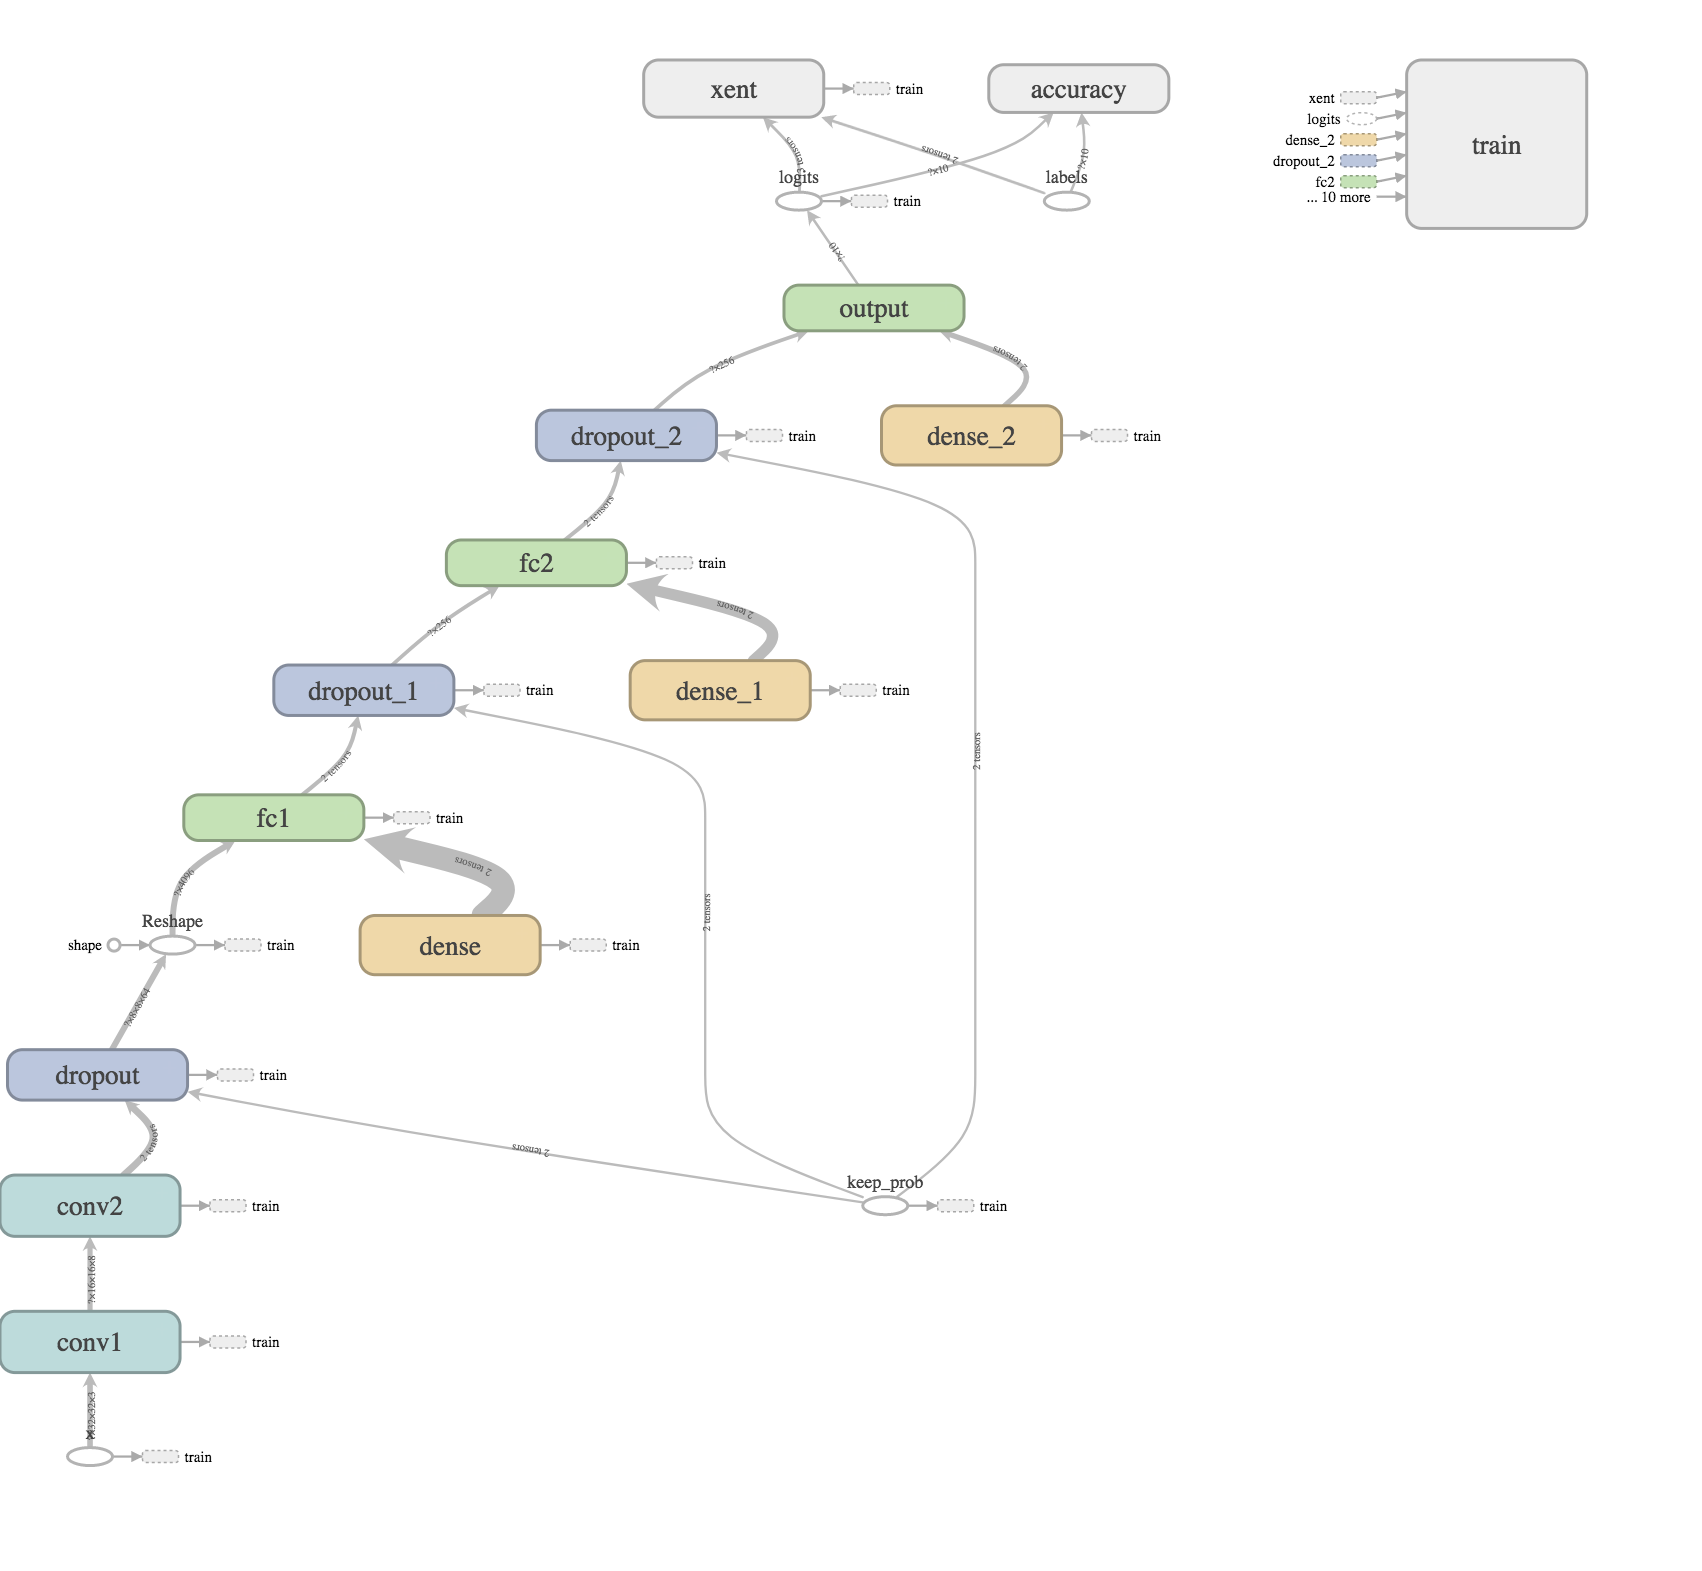 xent
train
accuracy
3 tensors
2 tensors
?x10
?x10
logits
train
labels
xent
logits
dense_2
dropout_2
fc2
... 10 more
train
?x10
output
?x256
2 tensors
dropout_2
train
dense_2
train
2 tensors
fc2
train
?x256
2 tensors
dropout_1
train
dense_1
train
2 tensors
2 tensors
fc1
train
?x4096
2 tensors
2 tensors
Reshape
shape
train
dense
train
?x8x8x64
dropout
train
2 tensors
2 tensors
conv2
train
keep_prob
train
?x16x16x8
conv1
train
?x32x32x3
x
train